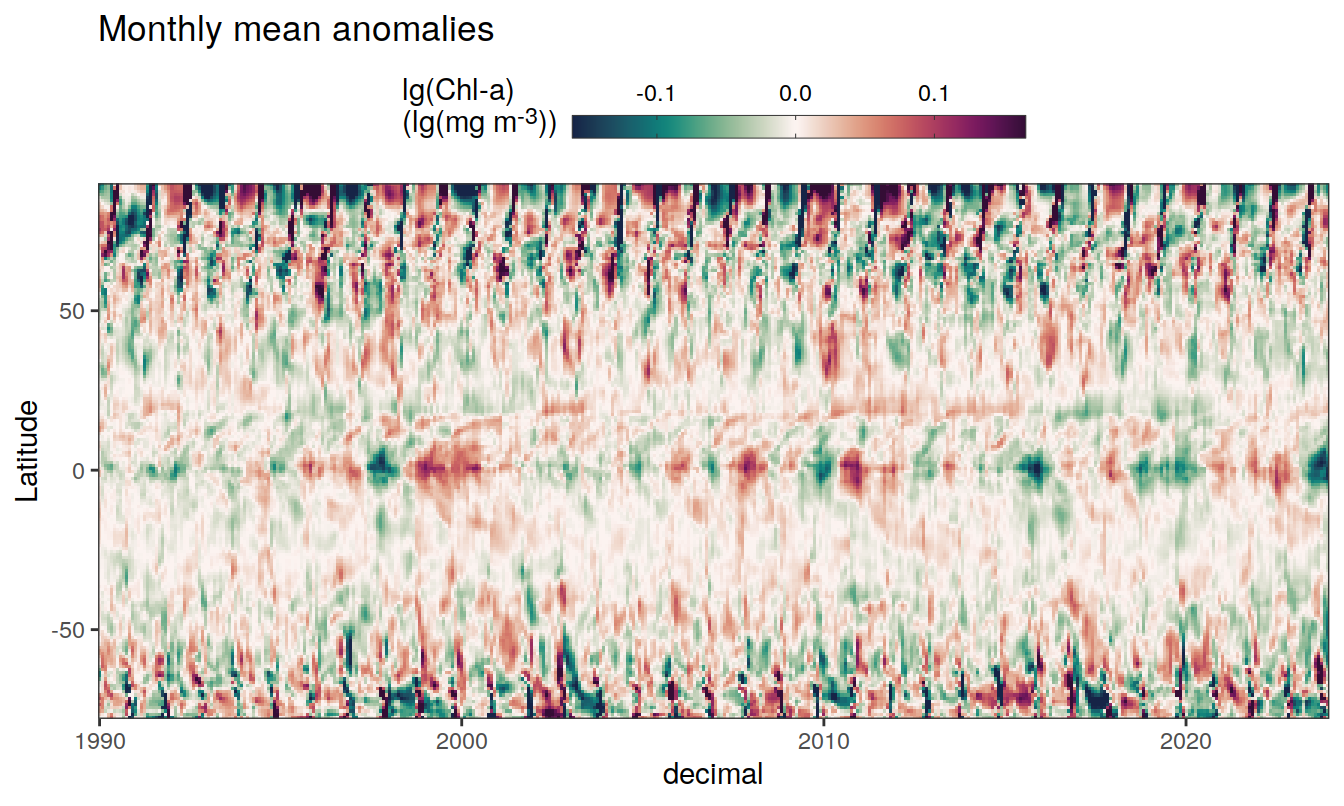 Monthly mean anomalies
lg(Chl-a)
(lg(mg m⁻³))
-0.1 0.0 0.1
Latitude
50
0
-50
1990 2000 2010 2020
decimal